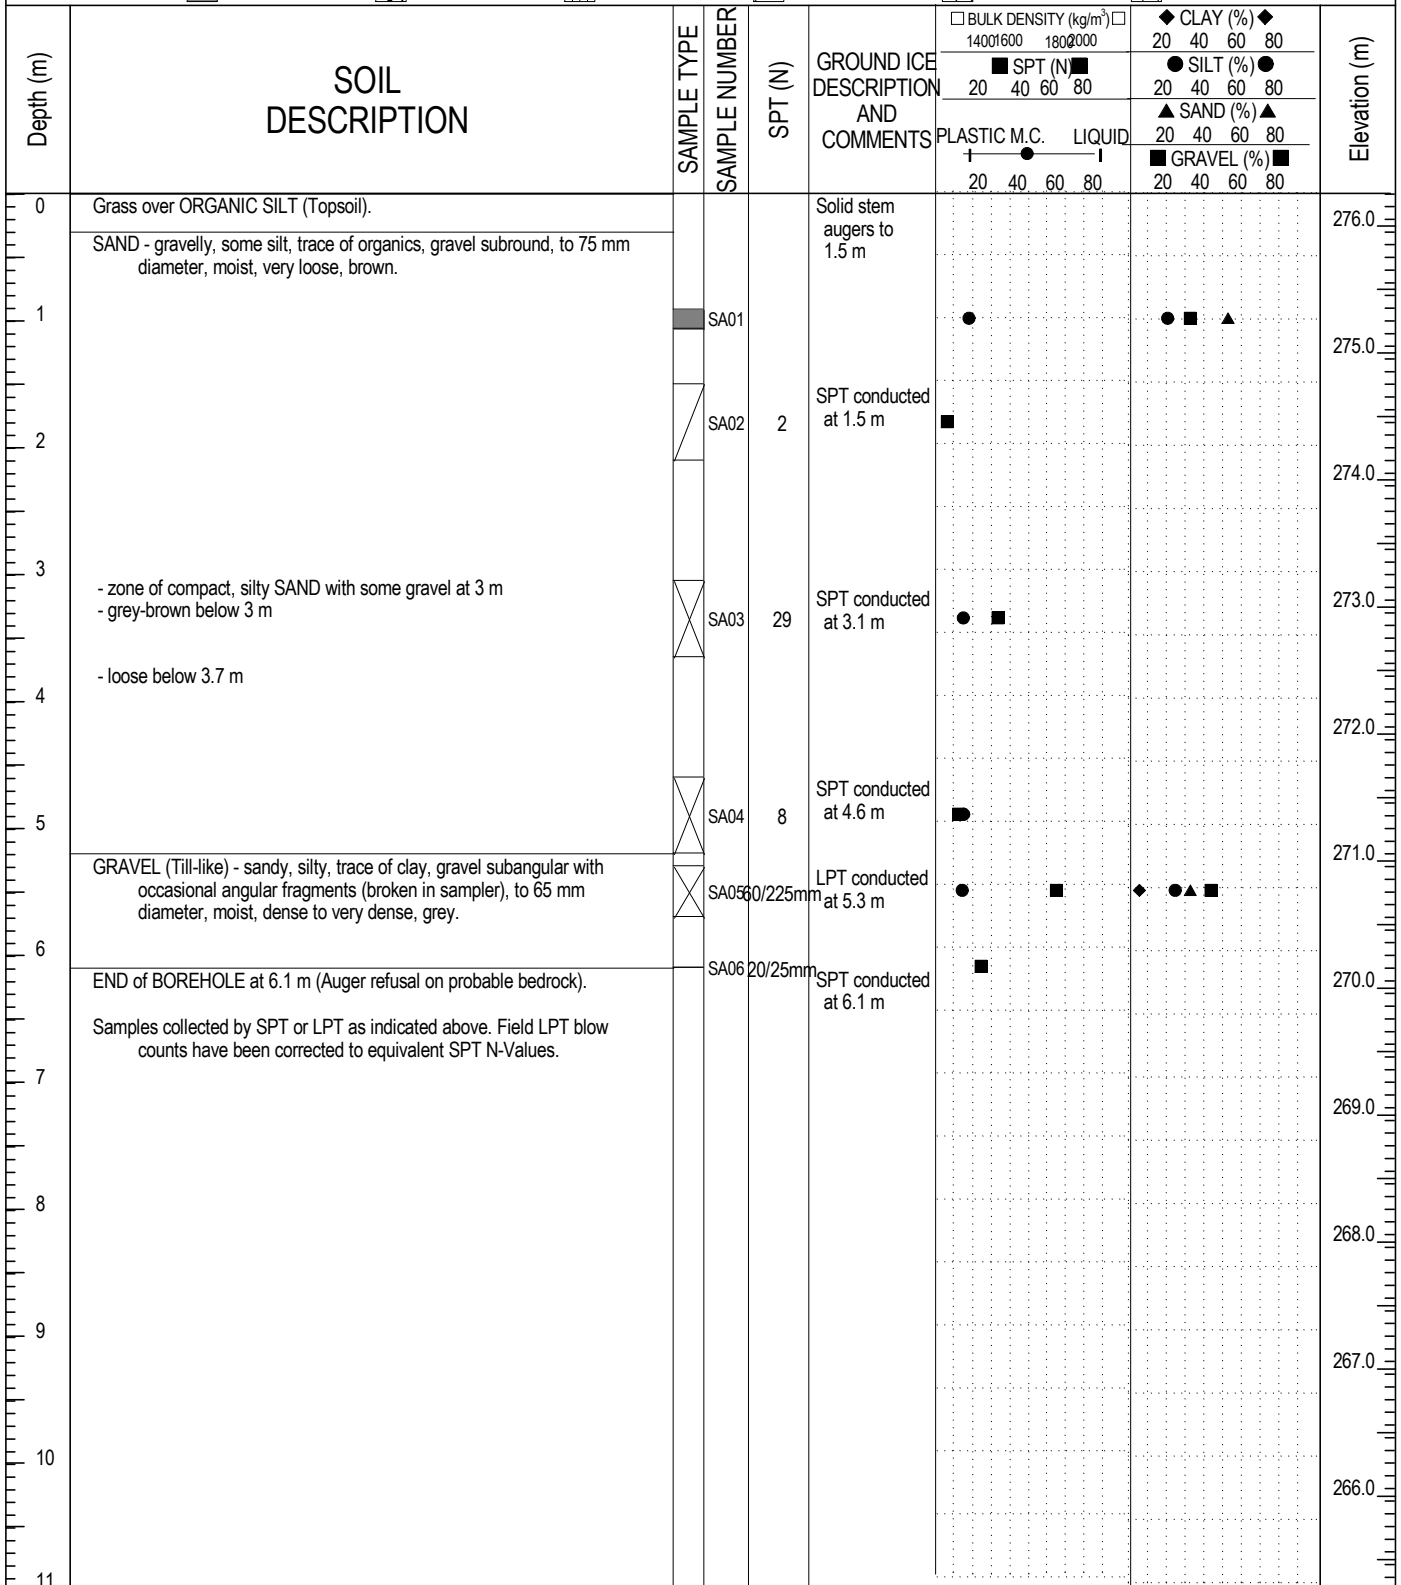 Depth (m)
SOIL
DESCRIPTION
SAMPLE TYPE
SAMPLE NUMBER
SPT (N)
GROUND ICE
DESCRIPTION
AND
COMMENTS
□ BULK DENSITY (kg/m³) □
1400 1600 1800 2000
■ SPT (N) ■
20 40 60 80
PLASTIC M.C. LIQUID
20 40 60 80
◆ CLAY (%) ◆
20 40 60 80
● SILT (%) ●
20 40 60 80
▲ SAND (%) ▲
20 40 60 80
■ GRAVEL (%) ■
20 40 60 80
Elevation (m)
0
Grass over ORGANIC SILT (Topsoil).
Solid stem
augers to
1.5 m
276.0
SAND - gravelly, some silt, trace of organics, gravel subround, to 75 mm
diameter, moist, very loose, brown.
1
SA01
275.0
SPT conducted
at 1.5 m
SA02 2
2
274.0
3
- zone of compact, silty SAND with some gravel at 3 m
- grey-brown below 3 m
SA03 29
SPT conducted
at 3.1 m
273.0
- loose below 3.7 m
4
272.0
SPT conducted
at 4.6 m
SA04 8
5
271.0
GRAVEL (Till-like) - sandy, silty, trace of clay, gravel subangular with
occasional angular fragments (broken in sampler), to 65 mm
diameter, moist, dense to very dense, grey.
SA05 60/225mm
LPT conducted
at 5.3 m
6
SA06 20/25mm
SPT conducted
at 6.1 m
270.0
END of BOREHOLE at 6.1 m (Auger refusal on probable bedrock).
Samples collected by SPT or LPT as indicated above. Field LPT blow
counts have been corrected to equivalent SPT N-Values.
7
269.0
8
268.0
9
267.0
10
266.0
11